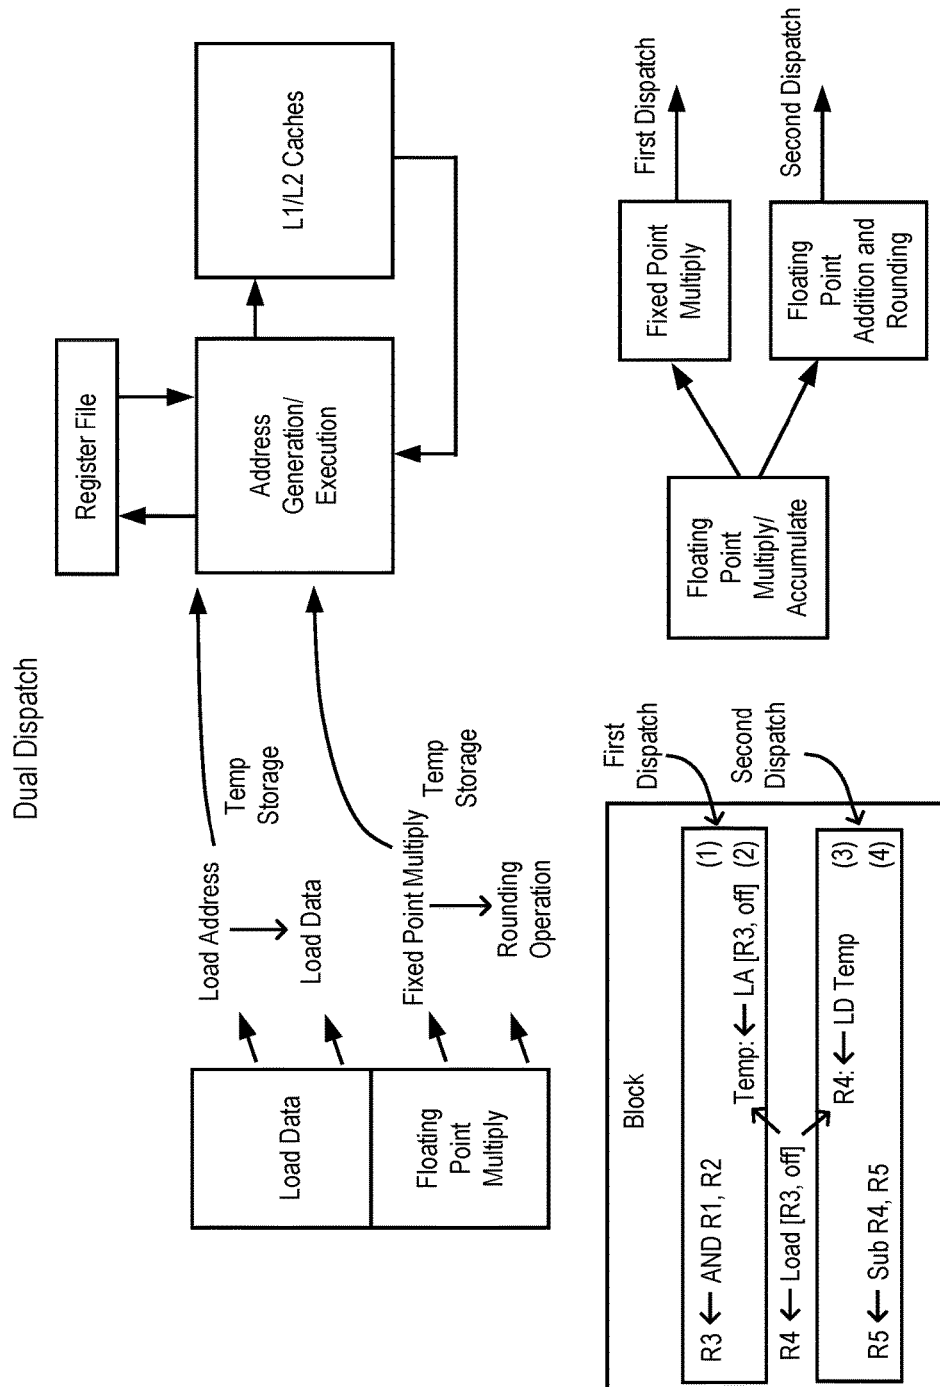 Dual Dispatch
Load Data
Floating
Point
Multiply
Load Address
Load Data
Temp
Storage
Fixed Point Multiply
Rounding
Operation
Temp
Storage
Register File
Address
Generation/
Execution
L1/L2 Caches
Block
R3 ← AND R1, R2
Temp: ← LA [R3, off]
(1)
(2)
R4 ← Load [R3, off]
R4: ← LD Temp
R5 ← Sub R4, R5
(3)
(4)
First
Dispatch
Second
Dispatch
Floating
Point
Multiply/
Accumulate
Fixed Point
Multiply
First Dispatch
Floating
Point
Addition and
Rounding
Second Dispatch